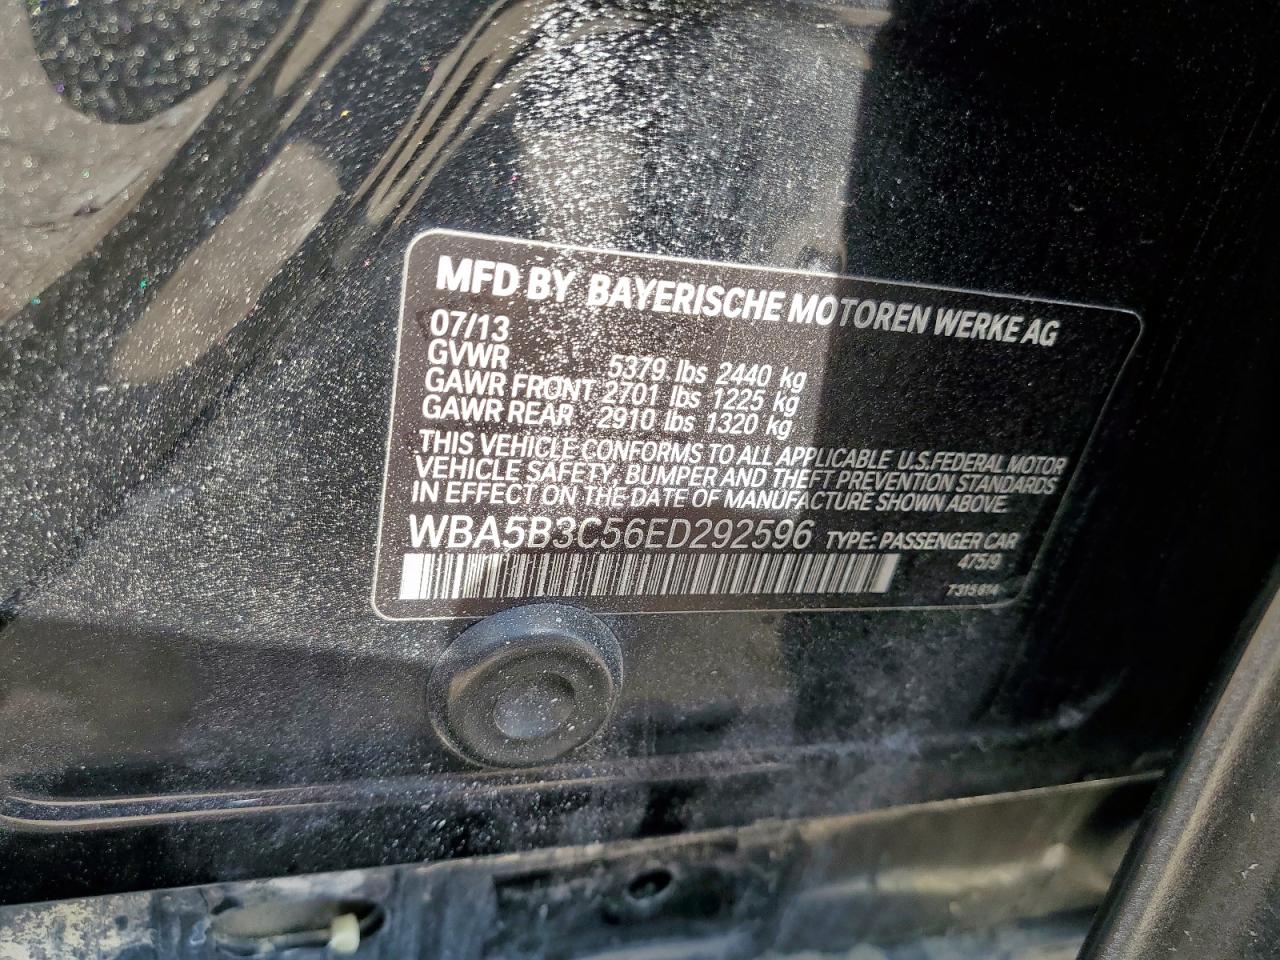 MFD BY BAYERISCHE MOTOREN WERKE AG
07/13
GVWR 5379 lbs 2440 kg
GAWR FRONT 2701 lbs 1225 kg
GAWR REAR 2910 lbs 1320 kg
THIS VEHICLE CONFORMS TO ALL APPLICABLE U.S.FEDERAL MOTOR
VEHICLE SAFETY, BUMPER AND THEFT PREVENTION STANDARDS
IN EFFECT ON THE DATE OF MANUFACTURE SHOWN ABOVE.
WBA5B3C56ED292596 TYPE: PASSENGER CAR